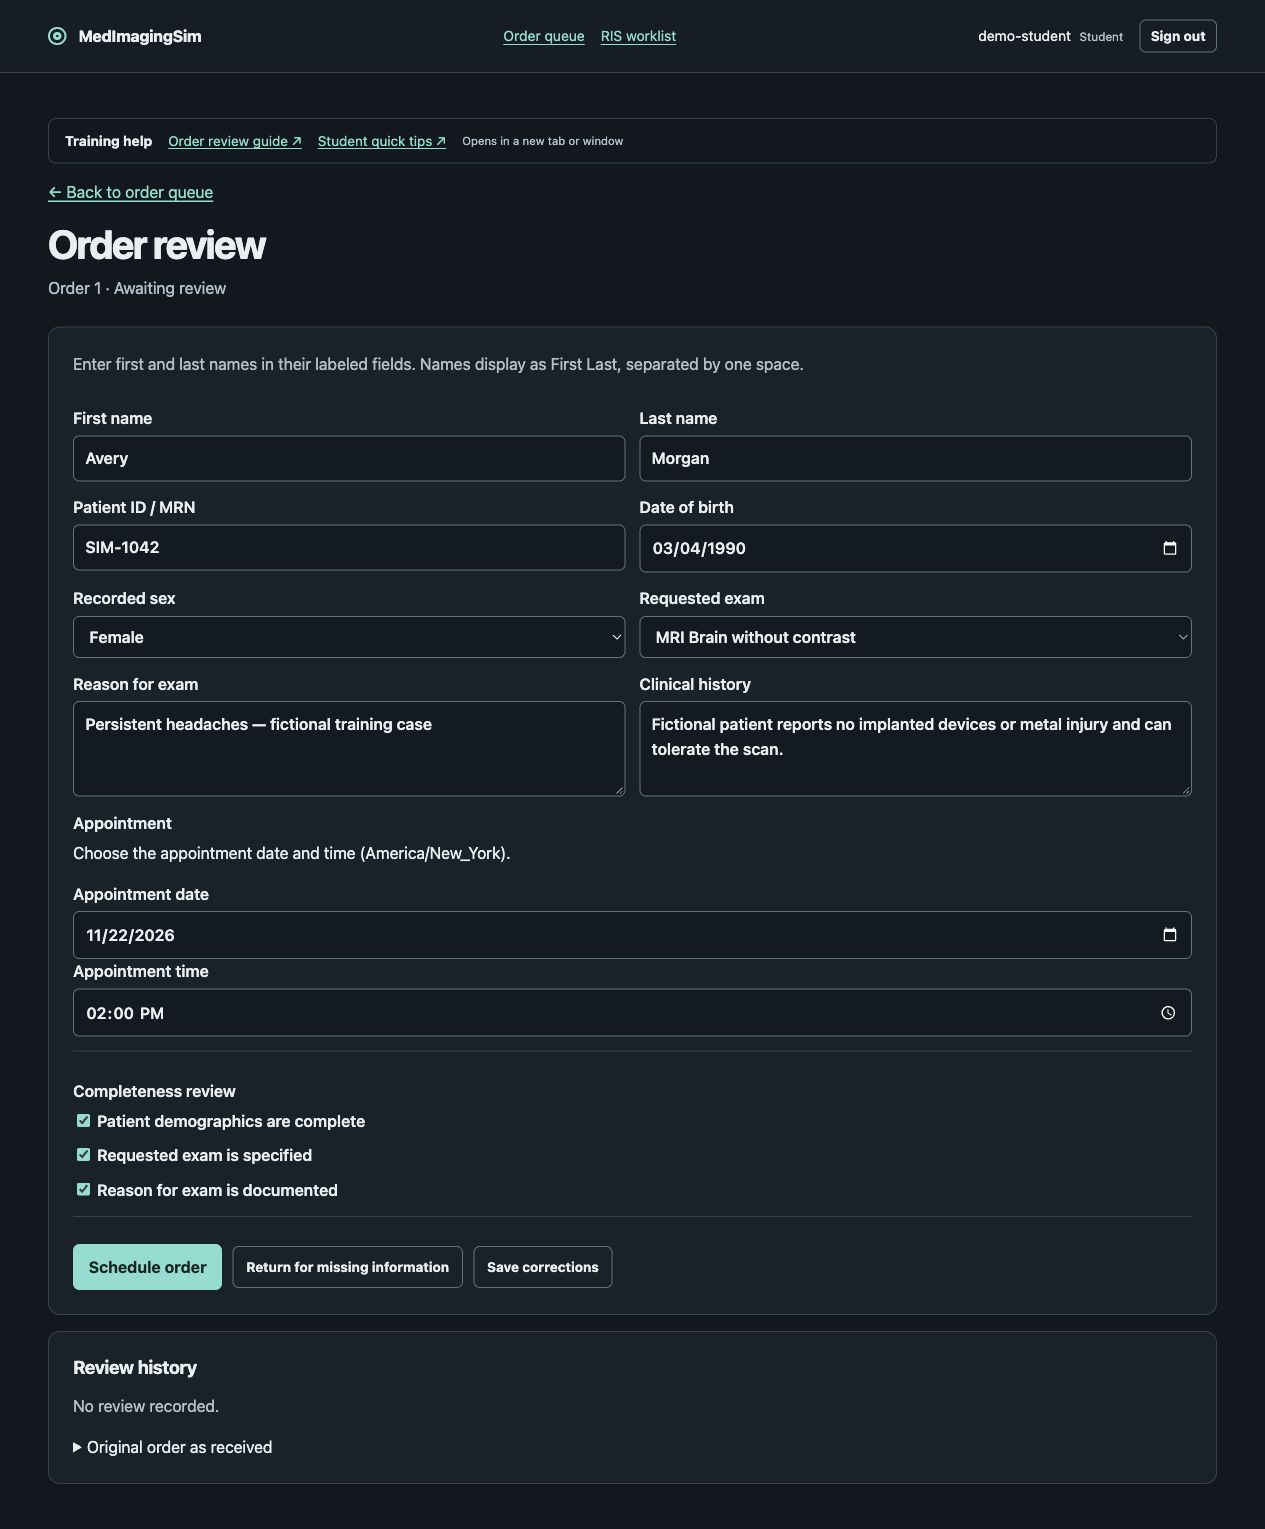 MedImagingSim
Order queue RIS worklist
demo-student Student Sign out
Training help Order review guide ↗ Student quick tips ↗ Opens in a new tab or window
← Back to order queue
Order review
Order 1 · Awaiting review
Enter first and last names in their labeled fields. Names display as First Last, separated by one space.
First name
Avery
Last name
Morgan
Patient ID / MRN
SIM-1042
Date of birth
03/04/1990
Recorded sex
Female
Requested exam
MRI Brain without contrast
Reason for exam
Persistent headaches — fictional training case
Clinical history
Fictional patient reports no implanted devices or metal injury and can
tolerate the scan.
Appointment
Choose the appointment date and time (America/New_York).
Appointment date
11/22/2026
Appointment time
02:00 PM
Completeness review
Patient demographics are complete
Requested exam is specified
Reason for exam is documented
Schedule order Return for missing information Save corrections
Review history
No review recorded.
Original order as received